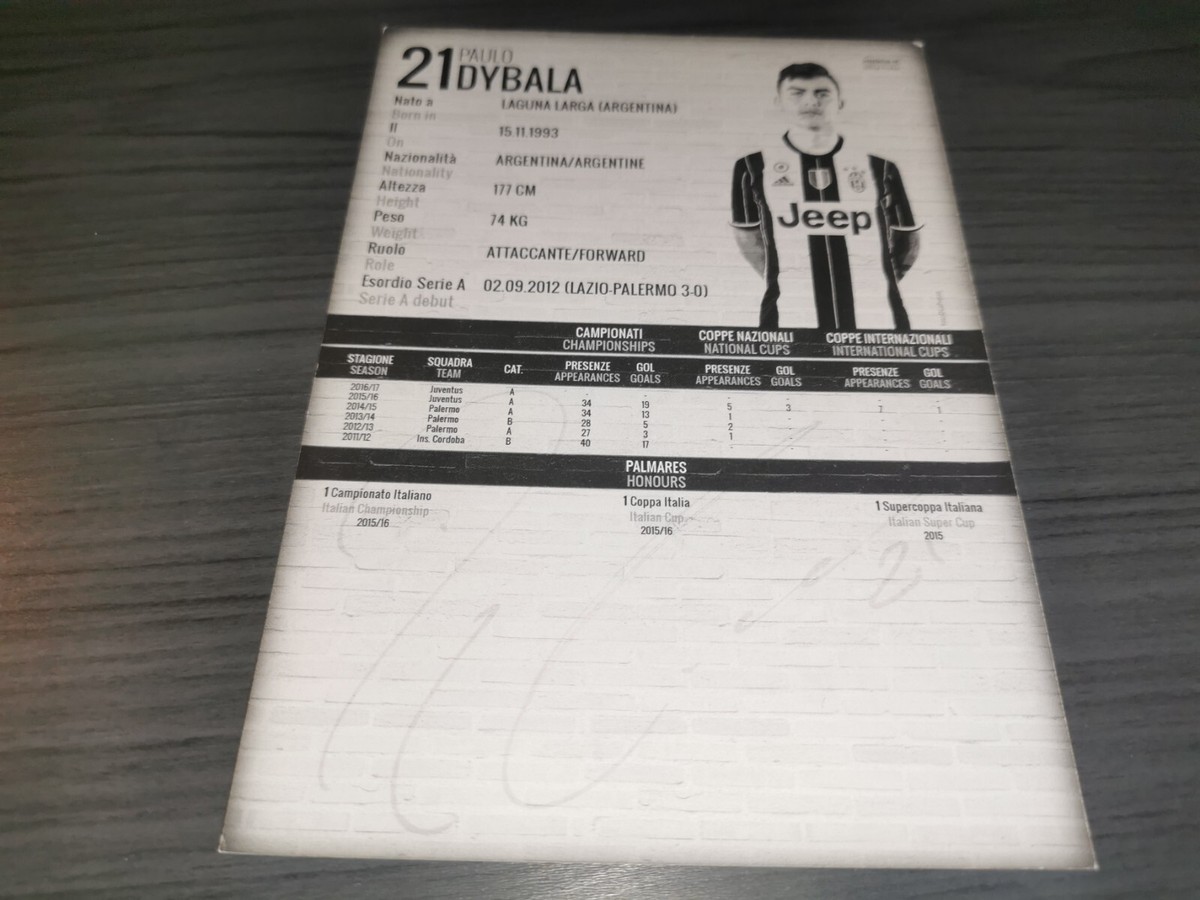 21 PAULO
DYBALA
Nato a LAGUNA LARGA (ARGENTINA)
Born in
Il 15.11.1993
On
Nazionalità ARGENTINA/ARGENTINE
Nationality
Altezza 177 CM
Height
Peso 74 KG
Weight
Ruolo ATTACCANTE/FORWARD
Role
Esordio Serie A 02.09.2012 (LAZIO-PALERMO 3-0)
Serie A debut
Jeep
CAMPIONATI COPPE NAZIONALI COPPE INTERNAZIONALI
CHAMPIONSHIPS NATIONAL CUPS INTERNATIONAL CUPS
STAGIONE SQUADRA CAT. PRESENZE GOL PRESENZE GOL PRESENZE GOL
SEASON TEAM APPEARANCES GOALS APPEARANCES GOALS APPEARANCES GOALS
2016/17 Juventus A - - - - - -
2015/16 Juventus A 34 19 5 3 7 1
2014/15 Palermo A 34 13 1 - - -
2013/14 Palermo B 28 5 2 - - -
2012/13 Palermo A 27 3 1 - - -
2011/12 Ins. Cordoba B 40 17
PALMARES
HONOURS
1 Campionato Italiano 1 Coppa Italia 1 Supercoppa Italiana
Italian Championship Italian Cup Italian Super Cup
2015/16 2015/16 2015